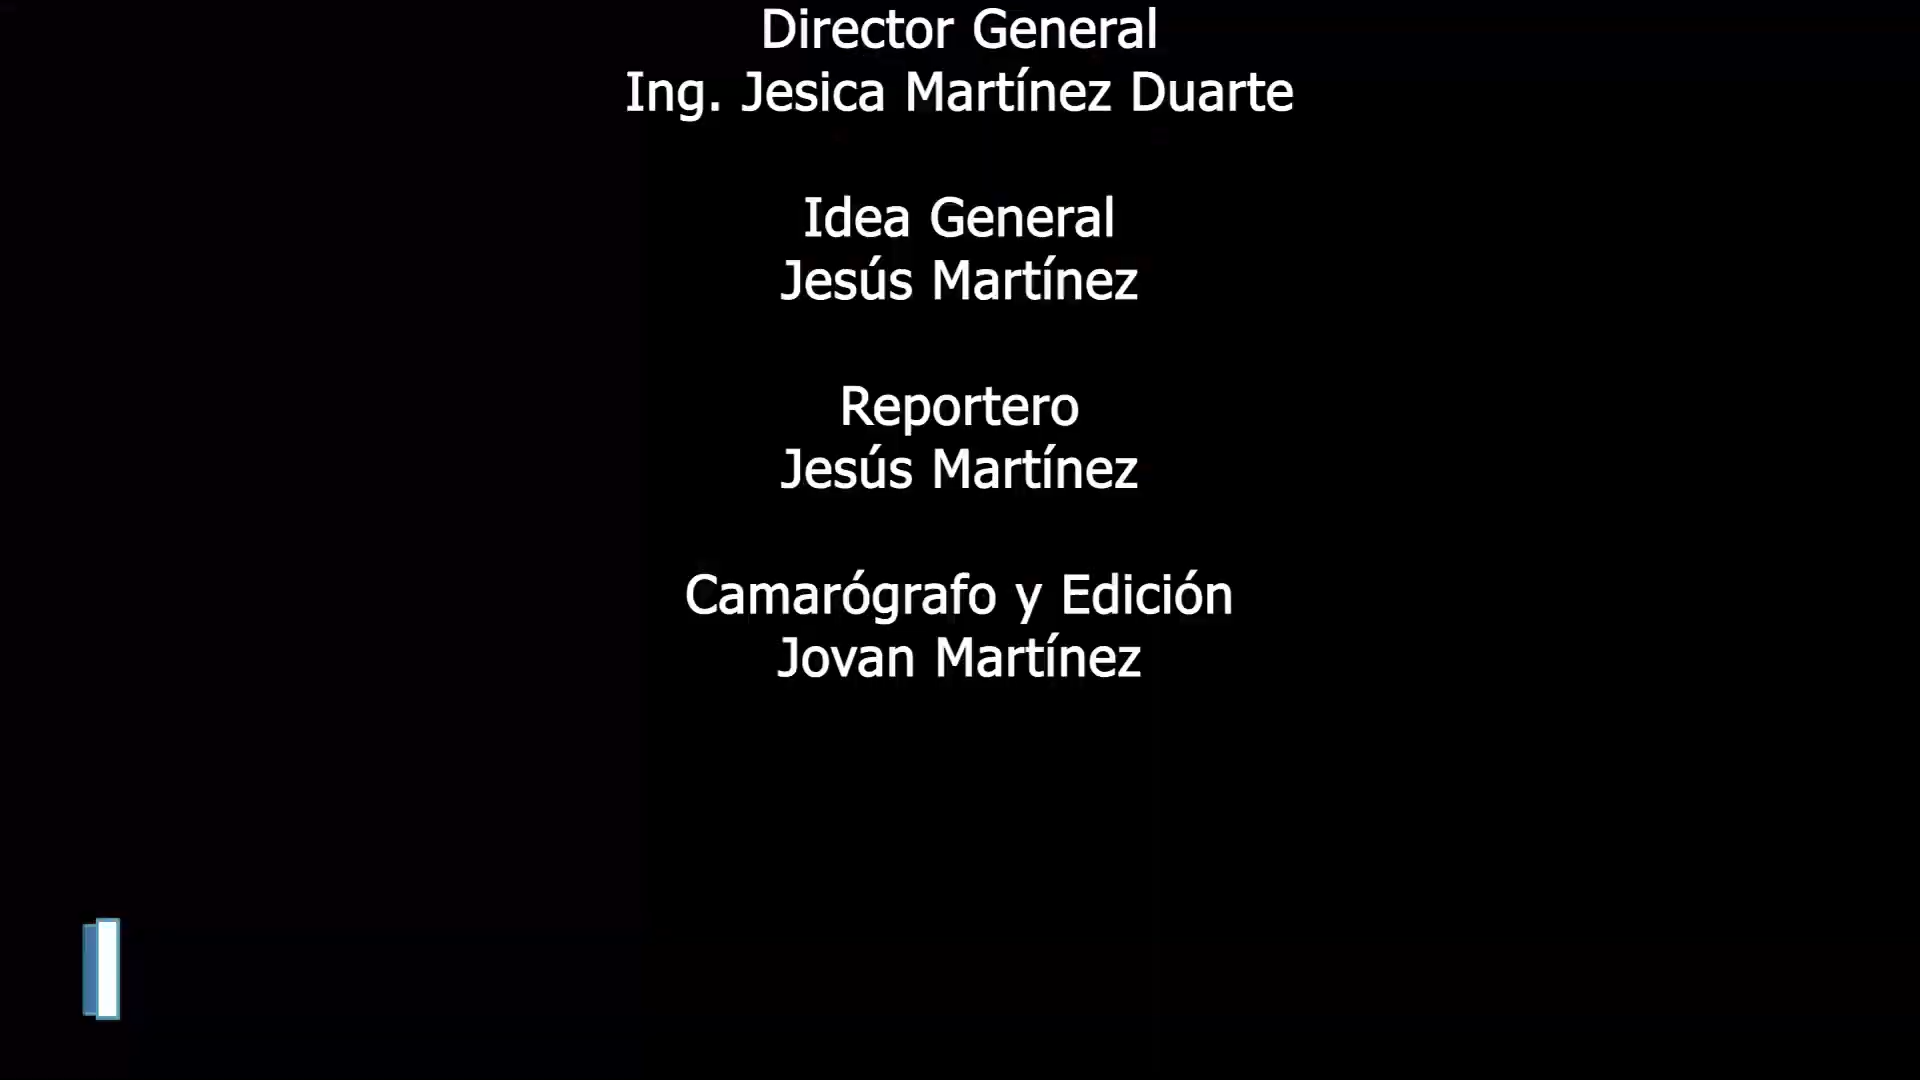 Director General
Ing. Jesica Martínez Duarte
Idea General
Jesús Martínez
Reportero
Jesús Martínez
Camarógrafo y Edición
Jovan Martínez